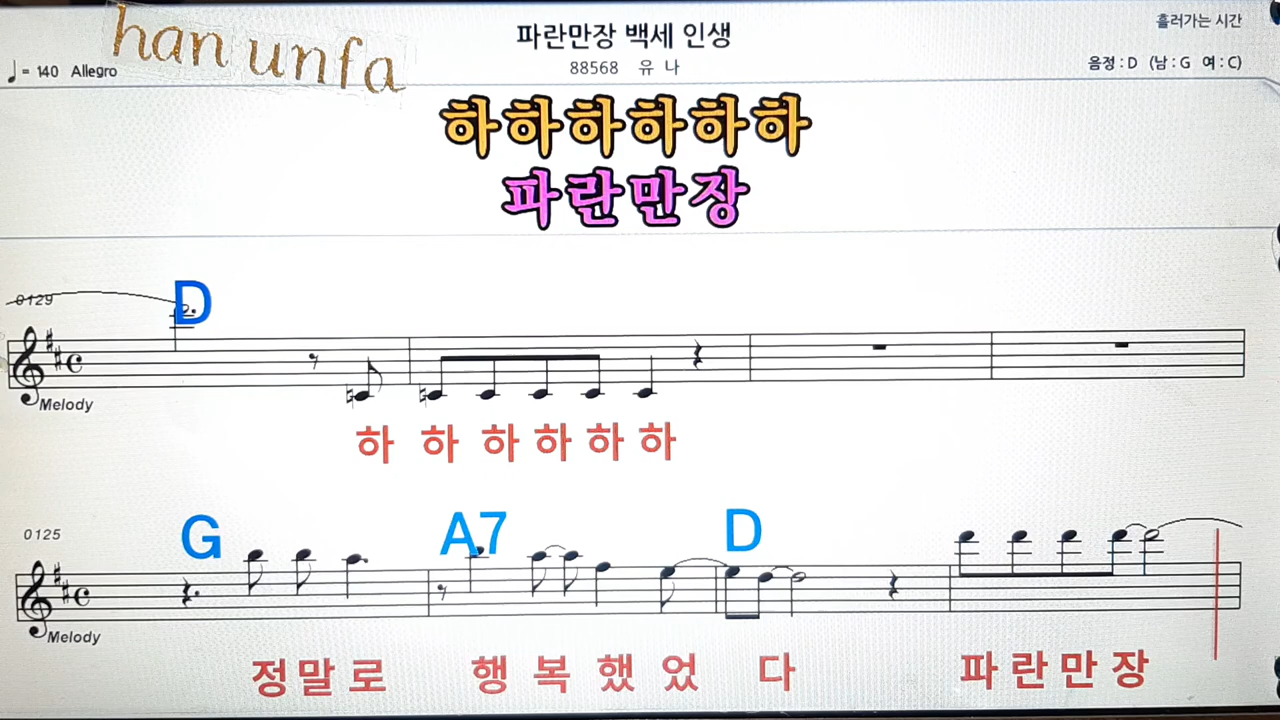 han unfa
파란만장 백세 인생
흘러가는 시간
♩= 140 Allegro
88568 유 나
음정 : D (남 : G 여 : C)
하하하하하하
파란만장
0129
D
Melody
하 하 하 하 하 하
0125
G A7 D
Melody
정 말 로 행 복 했 었 다 파 란 만 장